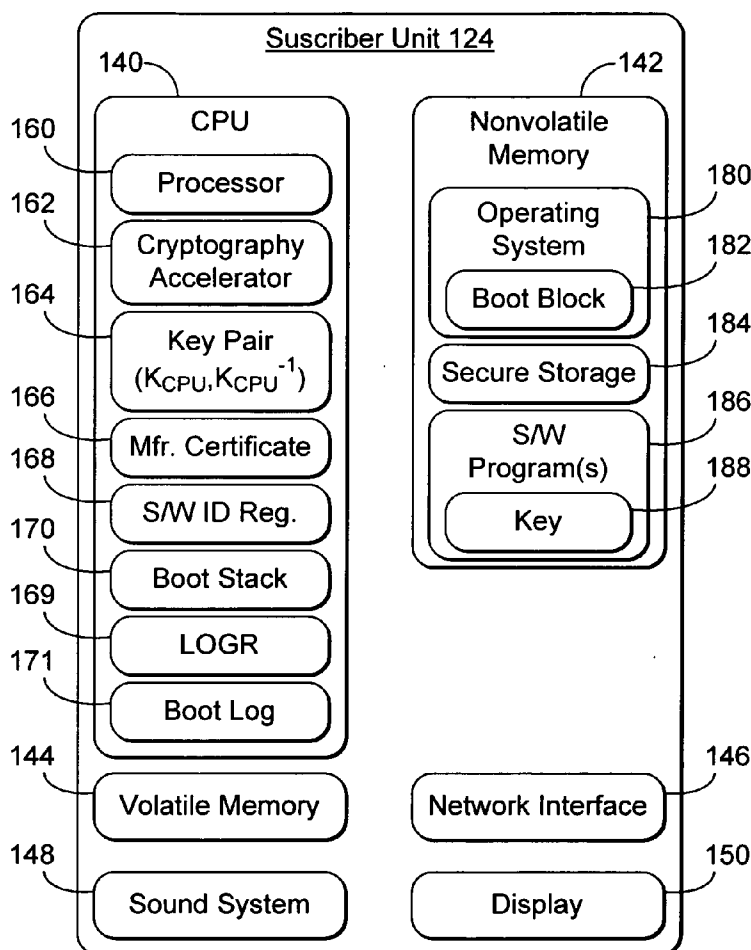 Suscriber Unit 124
140
142
CPU
160
Processor
162
Cryptography
Accelerator
164
Key Pair
(K_CPU, K_CPU^-1)
166
Mfr. Certificate
168
S/W ID Reg.
170
Boot Stack
169
LOGR
171
Boot Log
Nonvolatile
Memory
180
Operating
System
182
Boot Block
184
Secure Storage
186
S/W
Program(s)
188
Key
144
Volatile Memory
146
Network Interface
148
Sound System
150
Display